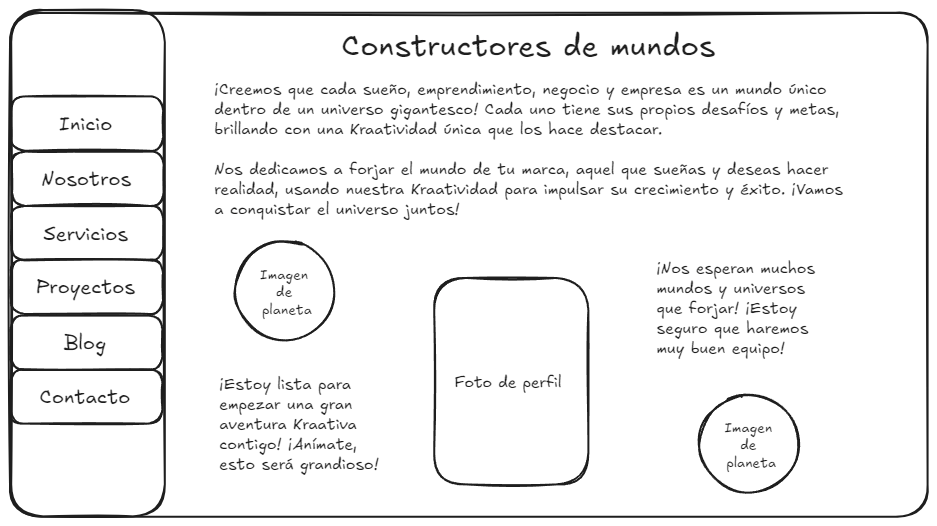 Constructores de mundos
¡Creemos que cada sueño, emprendimiento, negocio y empresa es un mundo único
dentro de un universo gigantesco! Cada uno tiene sus propios desafíos y metas,
brillando con una Kraatividad única que los hace destacar.
Nos dedicamos a forjar el mundo de tu marca, aquel que sueñas y deseas hacer
realidad, usando nuestra Kraatividad para impulsar su crecimiento y éxito. ¡Vamos
a conquistar el universo juntos!
Inicio
Nosotros
Servicios
Proyectos
Blog
Contacto
Imagen
de
planeta
¡Estoy lista para
empezar una gran
aventura Kraativa
contigo! ¡Anímate,
esto será grandioso!
Foto de perfil
¡Nos esperan muchos
mundos y universos
que forjar! ¡Estoy
seguro que haremos
muy buen equipo!
Imagen
de
planeta